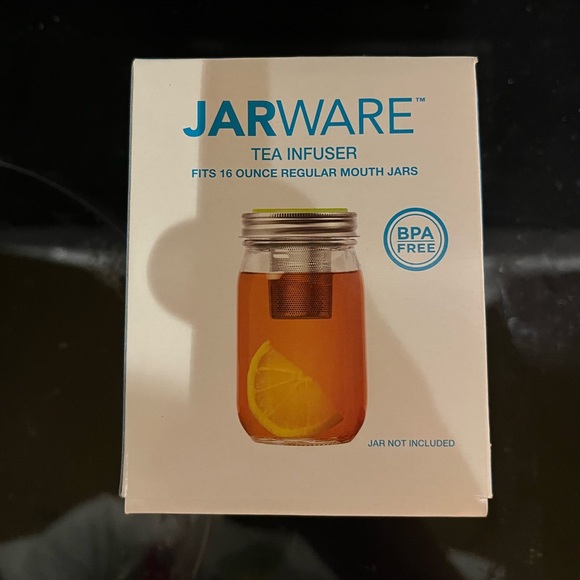 JARWARE™
TEA INFUSER
FITS 16 OUNCE REGULAR MOUTH JARS
BPA
FREE
JAR NOT INCLUDED